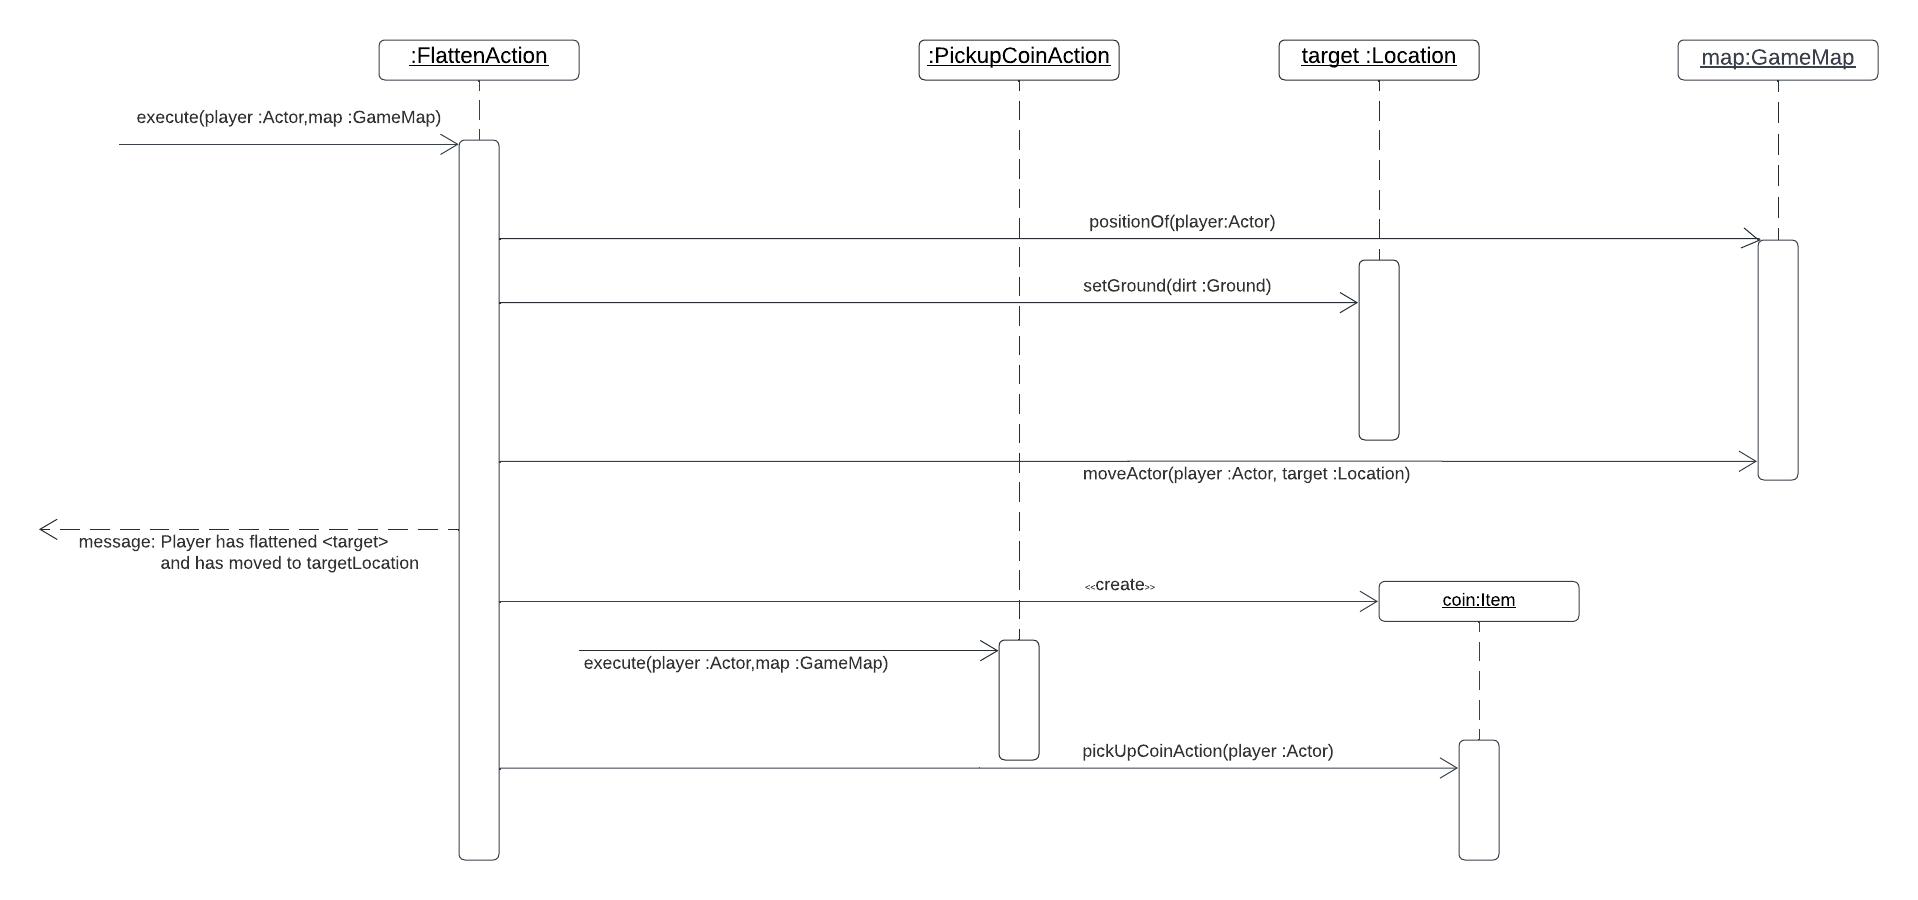 :FlattenAction
:PickupCoinAction
target :Location
map:GameMap
execute(player :Actor,map :GameMap)
positionOf(player:Actor)
setGround(dirt :Ground)
moveActor(player :Actor, target :Location)
message: Player has flattened <target>
and has moved to targetLocation
<<create>>
coin:Item
execute(player :Actor,map :GameMap)
pickUpCoinAction(player :Actor)